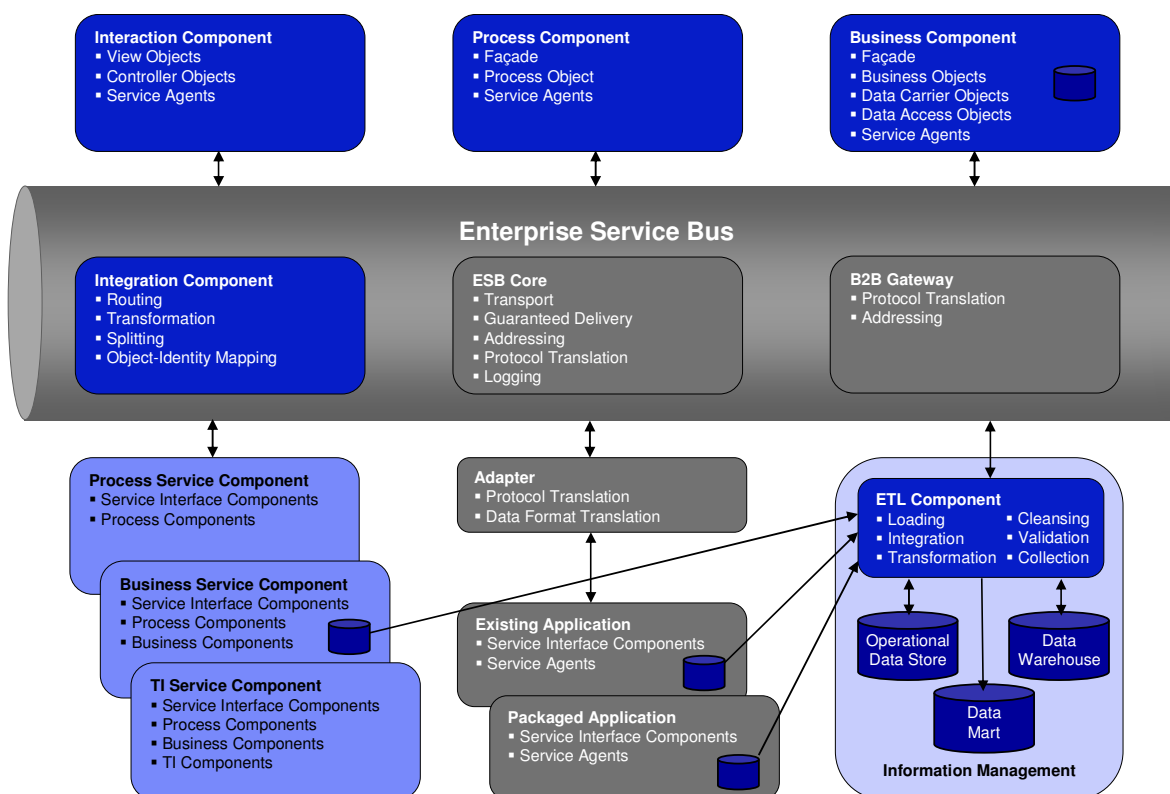 Interaction Component
▪ View Objects
▪ Controller Objects
▪ Service Agents
Process Component
▪ Façade
▪ Process Object
▪ Service Agents
Business Component
▪ Façade
▪ Business Objects
▪ Data Carrier Objects
▪ Data Access Objects
▪ Service Agents
Enterprise Service Bus
Integration Component
▪ Routing
▪ Transformation
▪ Splitting
▪ Object-Identity Mapping
ESB Core
▪ Transport
▪ Guaranteed Delivery
▪ Addressing
▪ Protocol Translation
▪ Logging
B2B Gateway
▪ Protocol Translation
▪ Addressing
Process Service Component
▪ Service Interface Components
▪ Process Components
Business Service Component
▪ Service Interface Components
▪ Process Components
▪ Business Components
TI Service Component
▪ Service Interface Components
▪ Process Components
▪ Business Components
▪ TI Components
Adapter
▪ Protocol Translation
▪ Data Format Translation
Existing Application
▪ Service Interface Components
▪ Service Agents
Packaged Application
▪ Service Interface Components
▪ Service Agents
ETL Component
▪ Loading
▪ Integration
▪ Transformation
▪ Cleansing
▪ Validation
▪ Collection
Operational
Data Store
Data
Warehouse
Data
Mart
Information Management